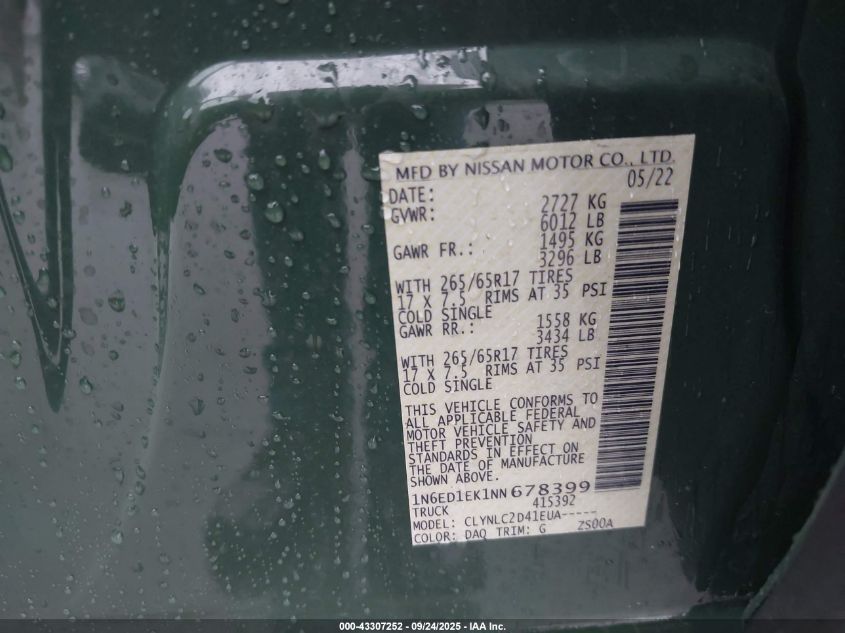 MFD BY NISSAN MOTOR CO., LTD.
DATE: 05/22
GVWR: 2727 KG
6012 LB
GAWR FR.: 1495 KG
3296 LB
WITH 265/65R17 TIRES
17 X 7.5 RIMS AT 35 PSI
COLD SINGLE
GAWR RR.: 1558 KG
3434 LB
WITH 265/65R17 TIRES
17 X 7.5 RIMS AT 35 PSI
COLD SINGLE
THIS VEHICLE CONFORMS TO
ALL APPLICABLE FEDERAL
MOTOR VEHICLE SAFETY AND
THEFT PREVENTION
STANDARDS IN EFFECT ON
THE DATE OF MANUFACTURE
SHOWN ABOVE.
1N6ED1EK1NN678399
TRUCK 415392
MODEL: CLYNLC2D41EUA-----
COLOR: DAQ TRIM: G ZS00A
000-43307252 - 09/24/2025 - IAA Inc.